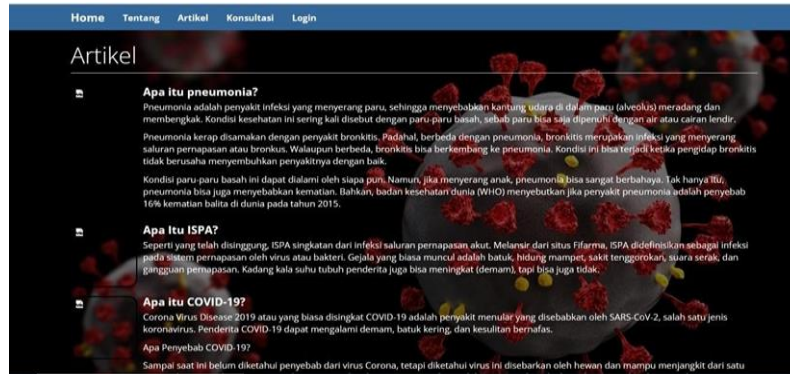 Home Tentang Artikel Konsultasi Login
Artikel
Apa itu pneumonia?
Pneumonia adalah penyakit infeksi yang menyerang paru, sehingga menyebabkan kantung udara di dalam paru (alveolus) meradang dan
membengkak. Kondisi kesehatan ini sering kali disebut dengan paru-paru basah, sebab paru bisa saja dipenuhi dengan air atau cairan lendir.
Pneumonia kerap disamakan dengan penyakit bronkitis. Padahal, berbeda dengan pneumonia, bronkitis merupakan infeksi yang menyerang
saluran pernapasan atau bronkus. Walaupun berbeda, bronkitis bisa berkembang ke pneumonia. Kondisi ini bisa terjadi ketika pengidap bronkitis
tidak berusaha menyembuhkan penyakitnya dengan baik.
Kondisi paru-paru basah ini dapat dialami oleh siapa pun. Namun, jika menyerang anak, pneumonia bisa sangat berbahaya. Tak hanya itu,
pneumonia bisa juga menyebabkan kematian. Bahkan, badan kesehatan dunia (WHO) menyebutkan jika penyakit pneumonia adalah penyebab
16% kematian balita di dunia pada tahun 2015.
Apa Itu ISPA?
Seperti yang telah disinggung, ISPA singkatan dari infeksi saluran pernapasan akut. Melansir dari situs Fifarma, ISPA didefinisikan sebagai infeksi
pada sistem pernapasan oleh virus atau bakteri. Gejala yang biasa muncul adalah batuk, hidung mampet, sakit tenggorokan, suara serak, dan
gangguan pernapasan. Kadang kala suhu tubuh penderita juga bisa meningkat (demam), tapi bisa juga tidak.
Apa itu COVID-19?
Corona Virus Disease 2019 atau yang biasa disingkat COVID-19 adalah penyakit menular yang disebabkan oleh SARS-CoV-2, salah satu jenis
koronavirus. Penderita COVID-19 dapat mengalami demam, batuk kering, dan kesulitan bernafas.
Apa Penyebab COVID-19?
Sampai saat ini belum diketahui penyebab dari virus Corona, tetapi diketahui virus ini disebarkan oleh hewan dan mampu menjangkit dari satu